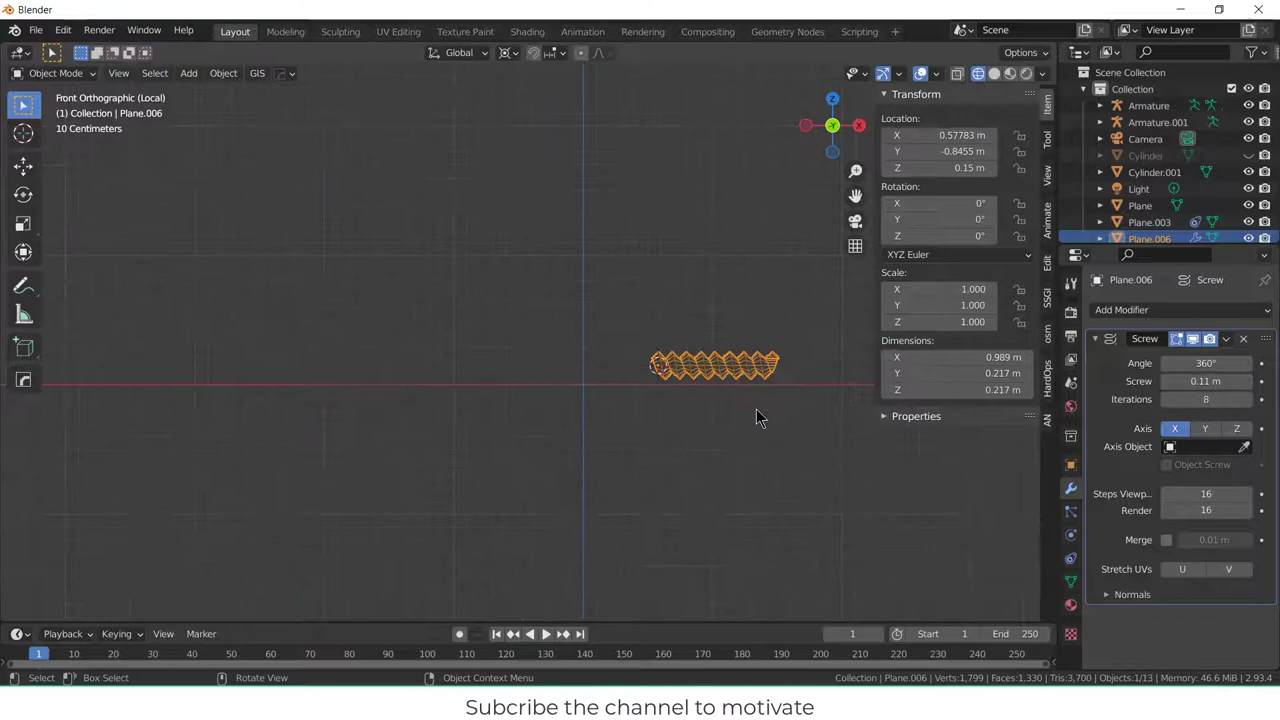 Blender
File Edit Render Window Help Layout Modeling Sculpting UV Editing Texture Paint Shading Animation Rendering Compositing Geometry Nodes Scripting + Scene View Layer
Global Options
Object Mode View Select Add Object GIS
Front Orthographic (Local)
(1) Collection | Plane.006
10 Centimeters
Z
X
-Y
Transform
Location:
X 0.57783 m
Y -0.8455 m
Z 0.15 m
Rotation:
X 0°
Y 0°
Z 0°
XYZ Euler
Scale:
X 1.000
Y 1.000
Z 1.000
Dimensions:
X 0.989 m
Y 0.217 m
Z 0.217 m
Properties
Item
Tool
View
Animate
Edit
SSGI
osm
HardOps
AN
Scene Collection
Collection
Armature
Armature.001
Camera
Cylinder
Cylinder.001
Light
Plane
Plane.003
Plane.006
Plane.006 Screw
Add Modifier
Screw
Angle 360°
Screw 0.11 m
Iterations 8
Axis X Y Z
Axis Object
Object Screw
Steps Viewp... 16
Render 16
Merge 0.01 m
Stretch UVs U V
Normals
Playback Keying View Marker 1 Start 1 End 250
1 10 20 30 40 50 60 70 80 90 100 110 120 130 140 150 160 170 180 190 200 210 220 230 240 250
Select Box Select Rotate View Object Context Menu Collection | Plane.006 | Verts:1,799 | Faces:1,330 | Tris:3,700 | Objects:1/13 | Memory: 46.6 MiB | 2.93.4
Subcribe the channel to motivate